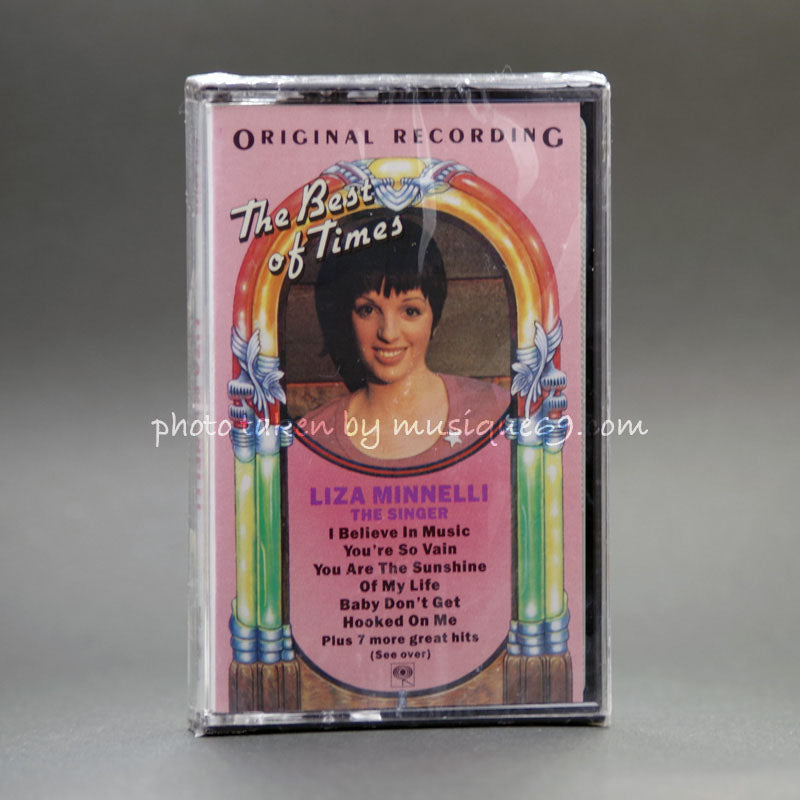 ORIGINAL RECORDING
The Best
of Times
photo taken by musique69.com
LIZA MINNELLI
THE SINGER
I Believe In Music
You're So Vain
You Are The Sunshine
Of My Life
Baby Don't Get
Hooked On Me
Plus 7 more great hits
(See over)